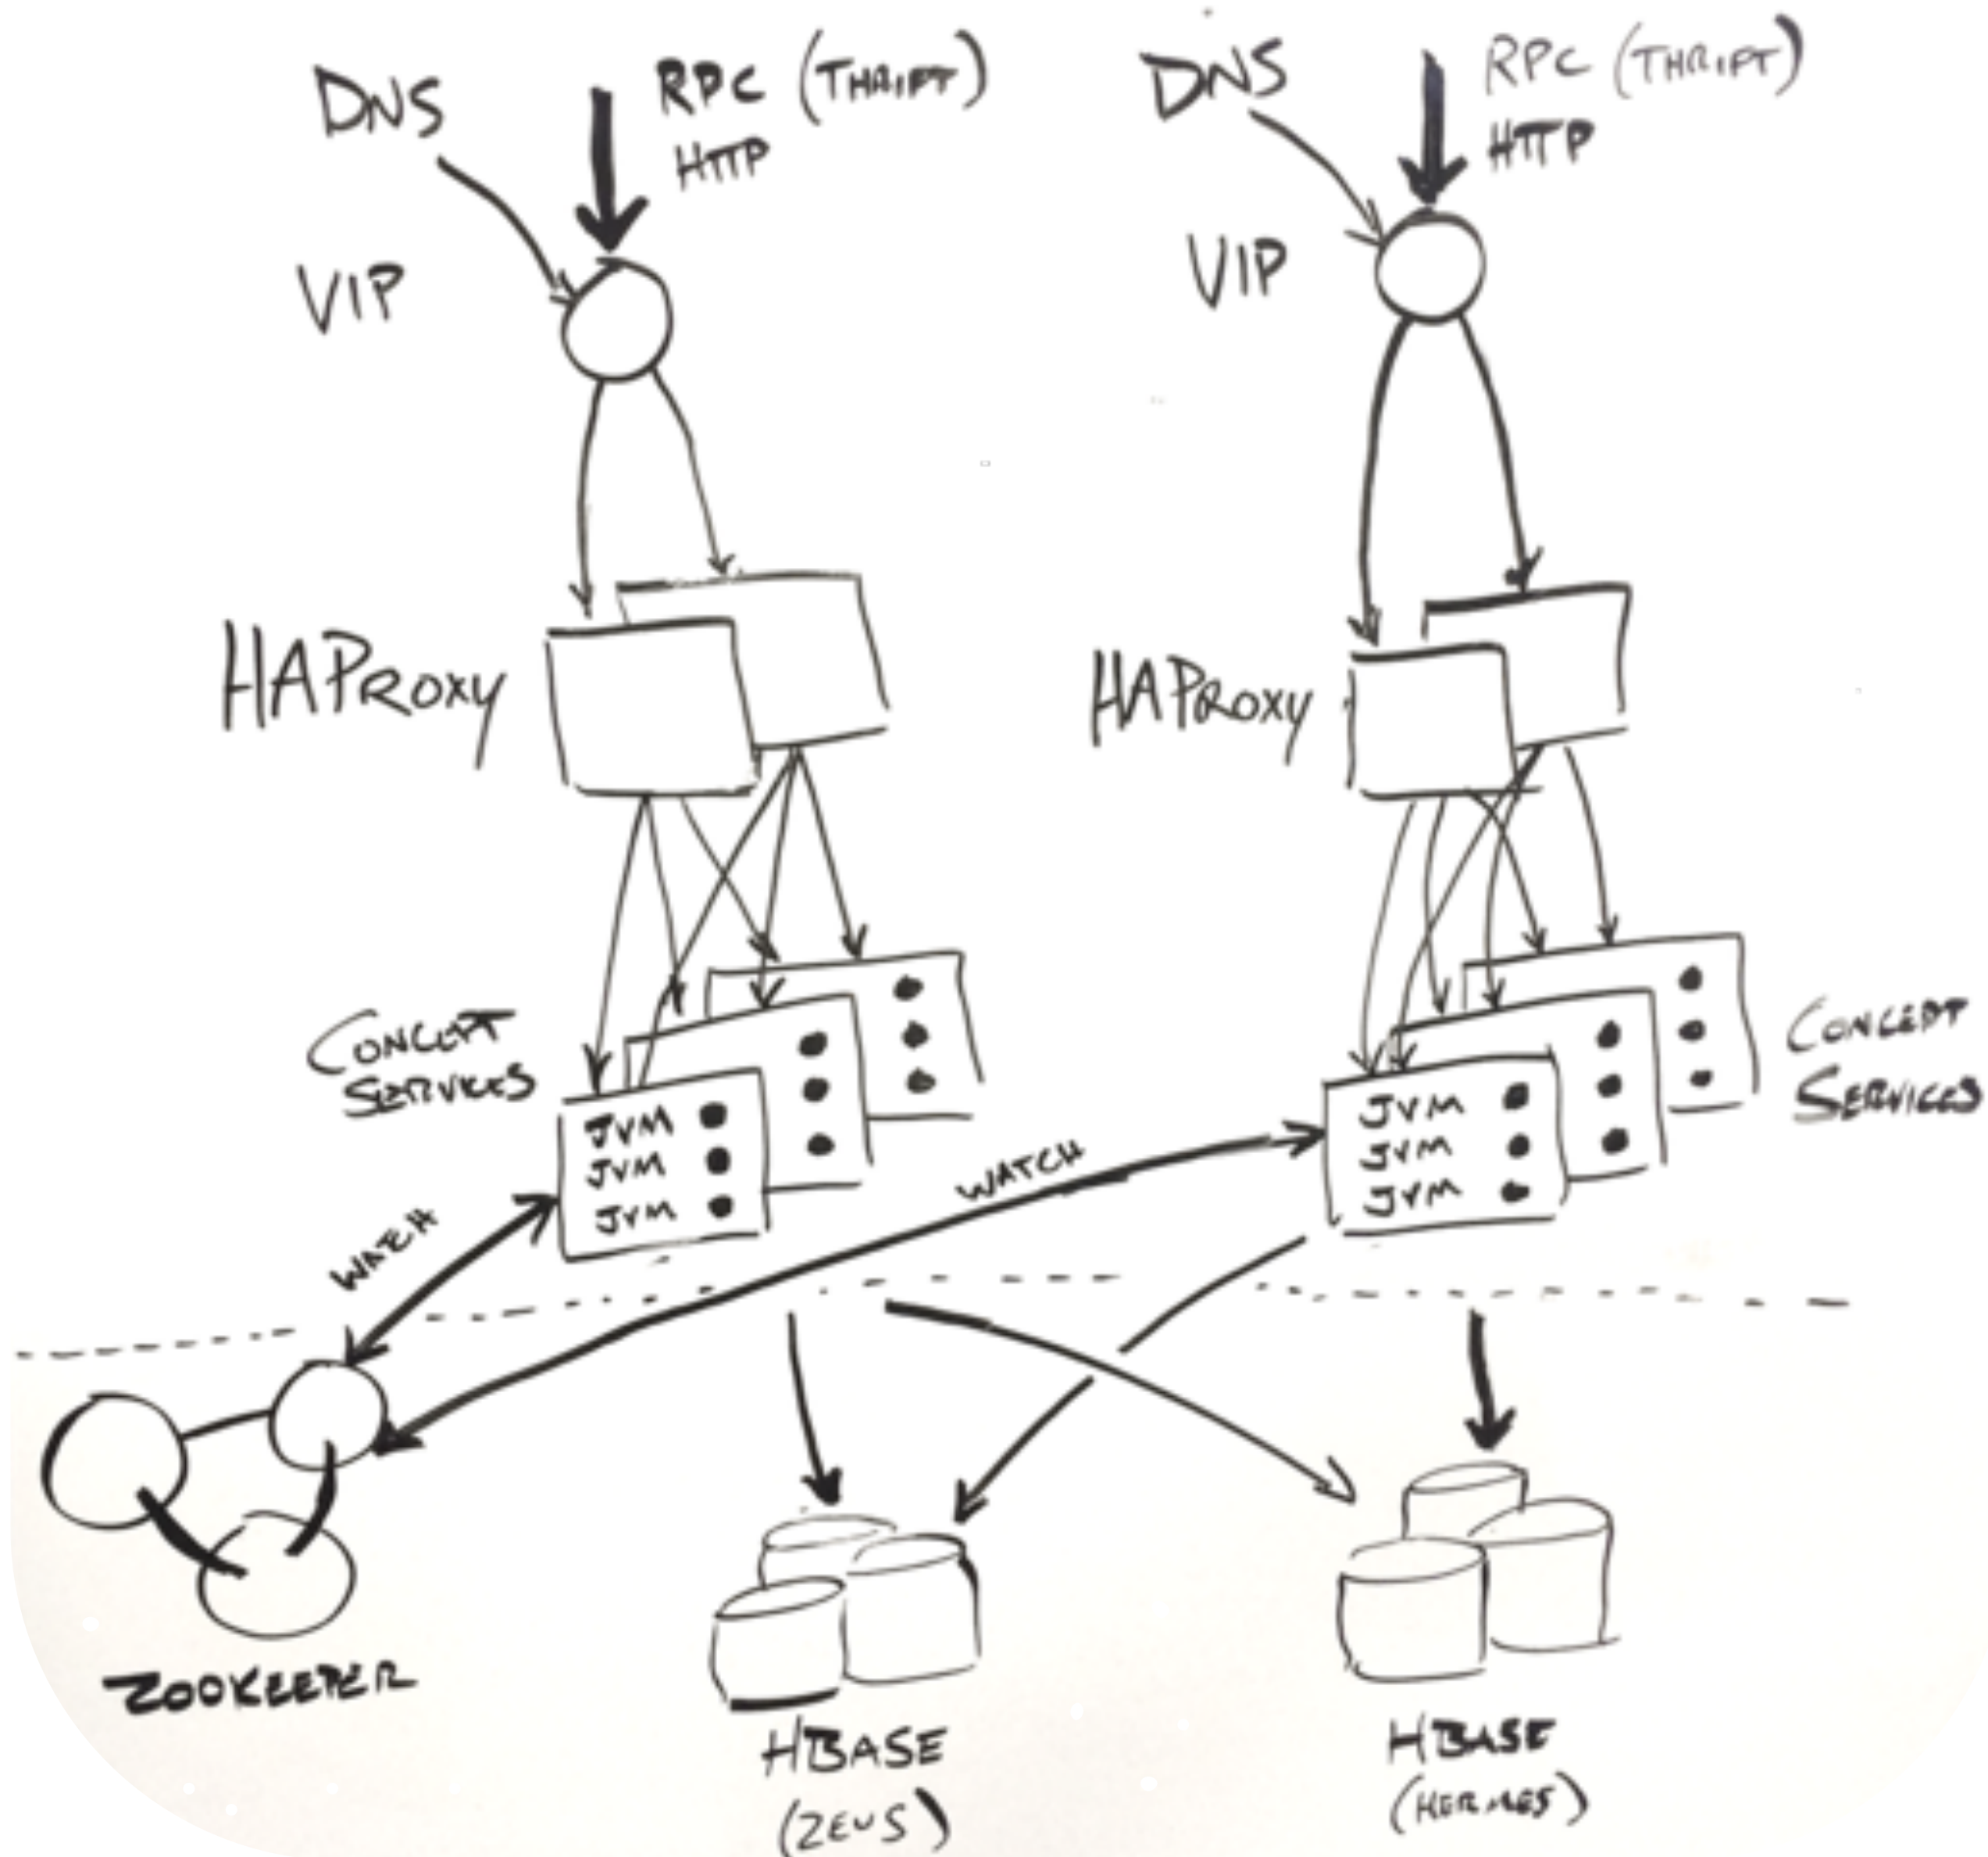 DNS
RPC (THRIFT)
HTTP
VIP
HAProxy
CONCEPT
SERVICES
JVM
JVM
JVM
WATCH
DNS
RPC (THRIFT)
HTTP
VIP
HAProxy
CONCEPT
SERVICES
JVM
JVM
JVM
WATCH
ZOOKEEPER
HBASE
(ZEUS)
HBASE
(HERMES)